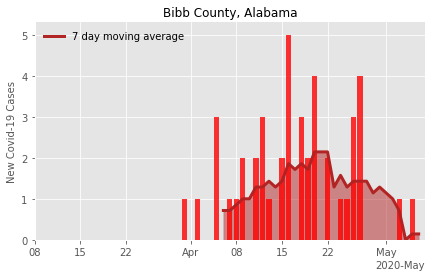 Bibb County, Alabama
7 day moving average
New Covid-19 Cases
5
4
3
2
1
0
08 15 22 Apr 08 15 22 May
2020-May